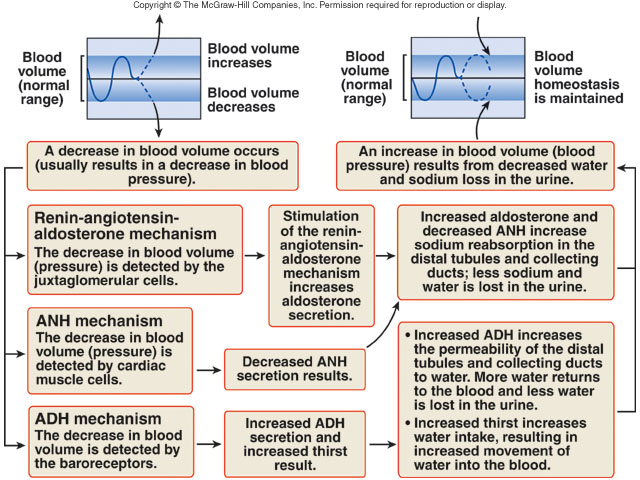 Copyright © The McGraw-Hill Companies, Inc. Permission required for reproduction or display.
Blood
volume
(normal
range)
Blood volume
increases
Blood volume
decreases
Blood
volume
(normal
range)
Blood
volume
homeostasis
is maintained
A decrease in blood volume occurs
(usually results in a decrease in blood
pressure).
An increase in blood volume (blood
pressure) results from decreased water
and sodium loss in the urine.
Renin-angiotensin-
aldosterone mechanism
The decrease in blood volume
(pressure) is detected by the
juxtaglomerular cells.
Stimulation
of the renin-
angiotensin-
aldosterone
mechanism
increases
aldosterone
secretion.
Increased aldosterone and
decreased ANH increase
sodium reabsorption in the
distal tubules and collecting
ducts; less sodium and
water is lost in the urine.
ANH mechanism
The decrease in blood
volume (pressure) is
detected by cardiac
muscle cells.
Decreased ANH
secretion results.
• Increased ADH increases
the permeability of the distal
tubules and collecting ducts
to water. More water returns
to the blood and less water
is lost in the urine.
• Increased thirst increases
water intake, resulting in
increased movement of
water into the blood.
ADH mechanism
The decrease in blood
volume is detected by
the baroreceptors.
Increased ADH
secretion and
increased thirst
result.